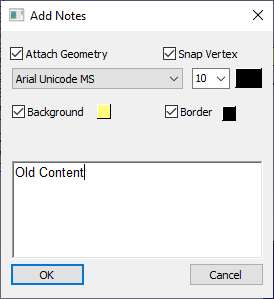 Add Notes
Attach Geometry Snap Vertex
Arial Unicode MS 10
Background Border
Old Content
OK Cancel